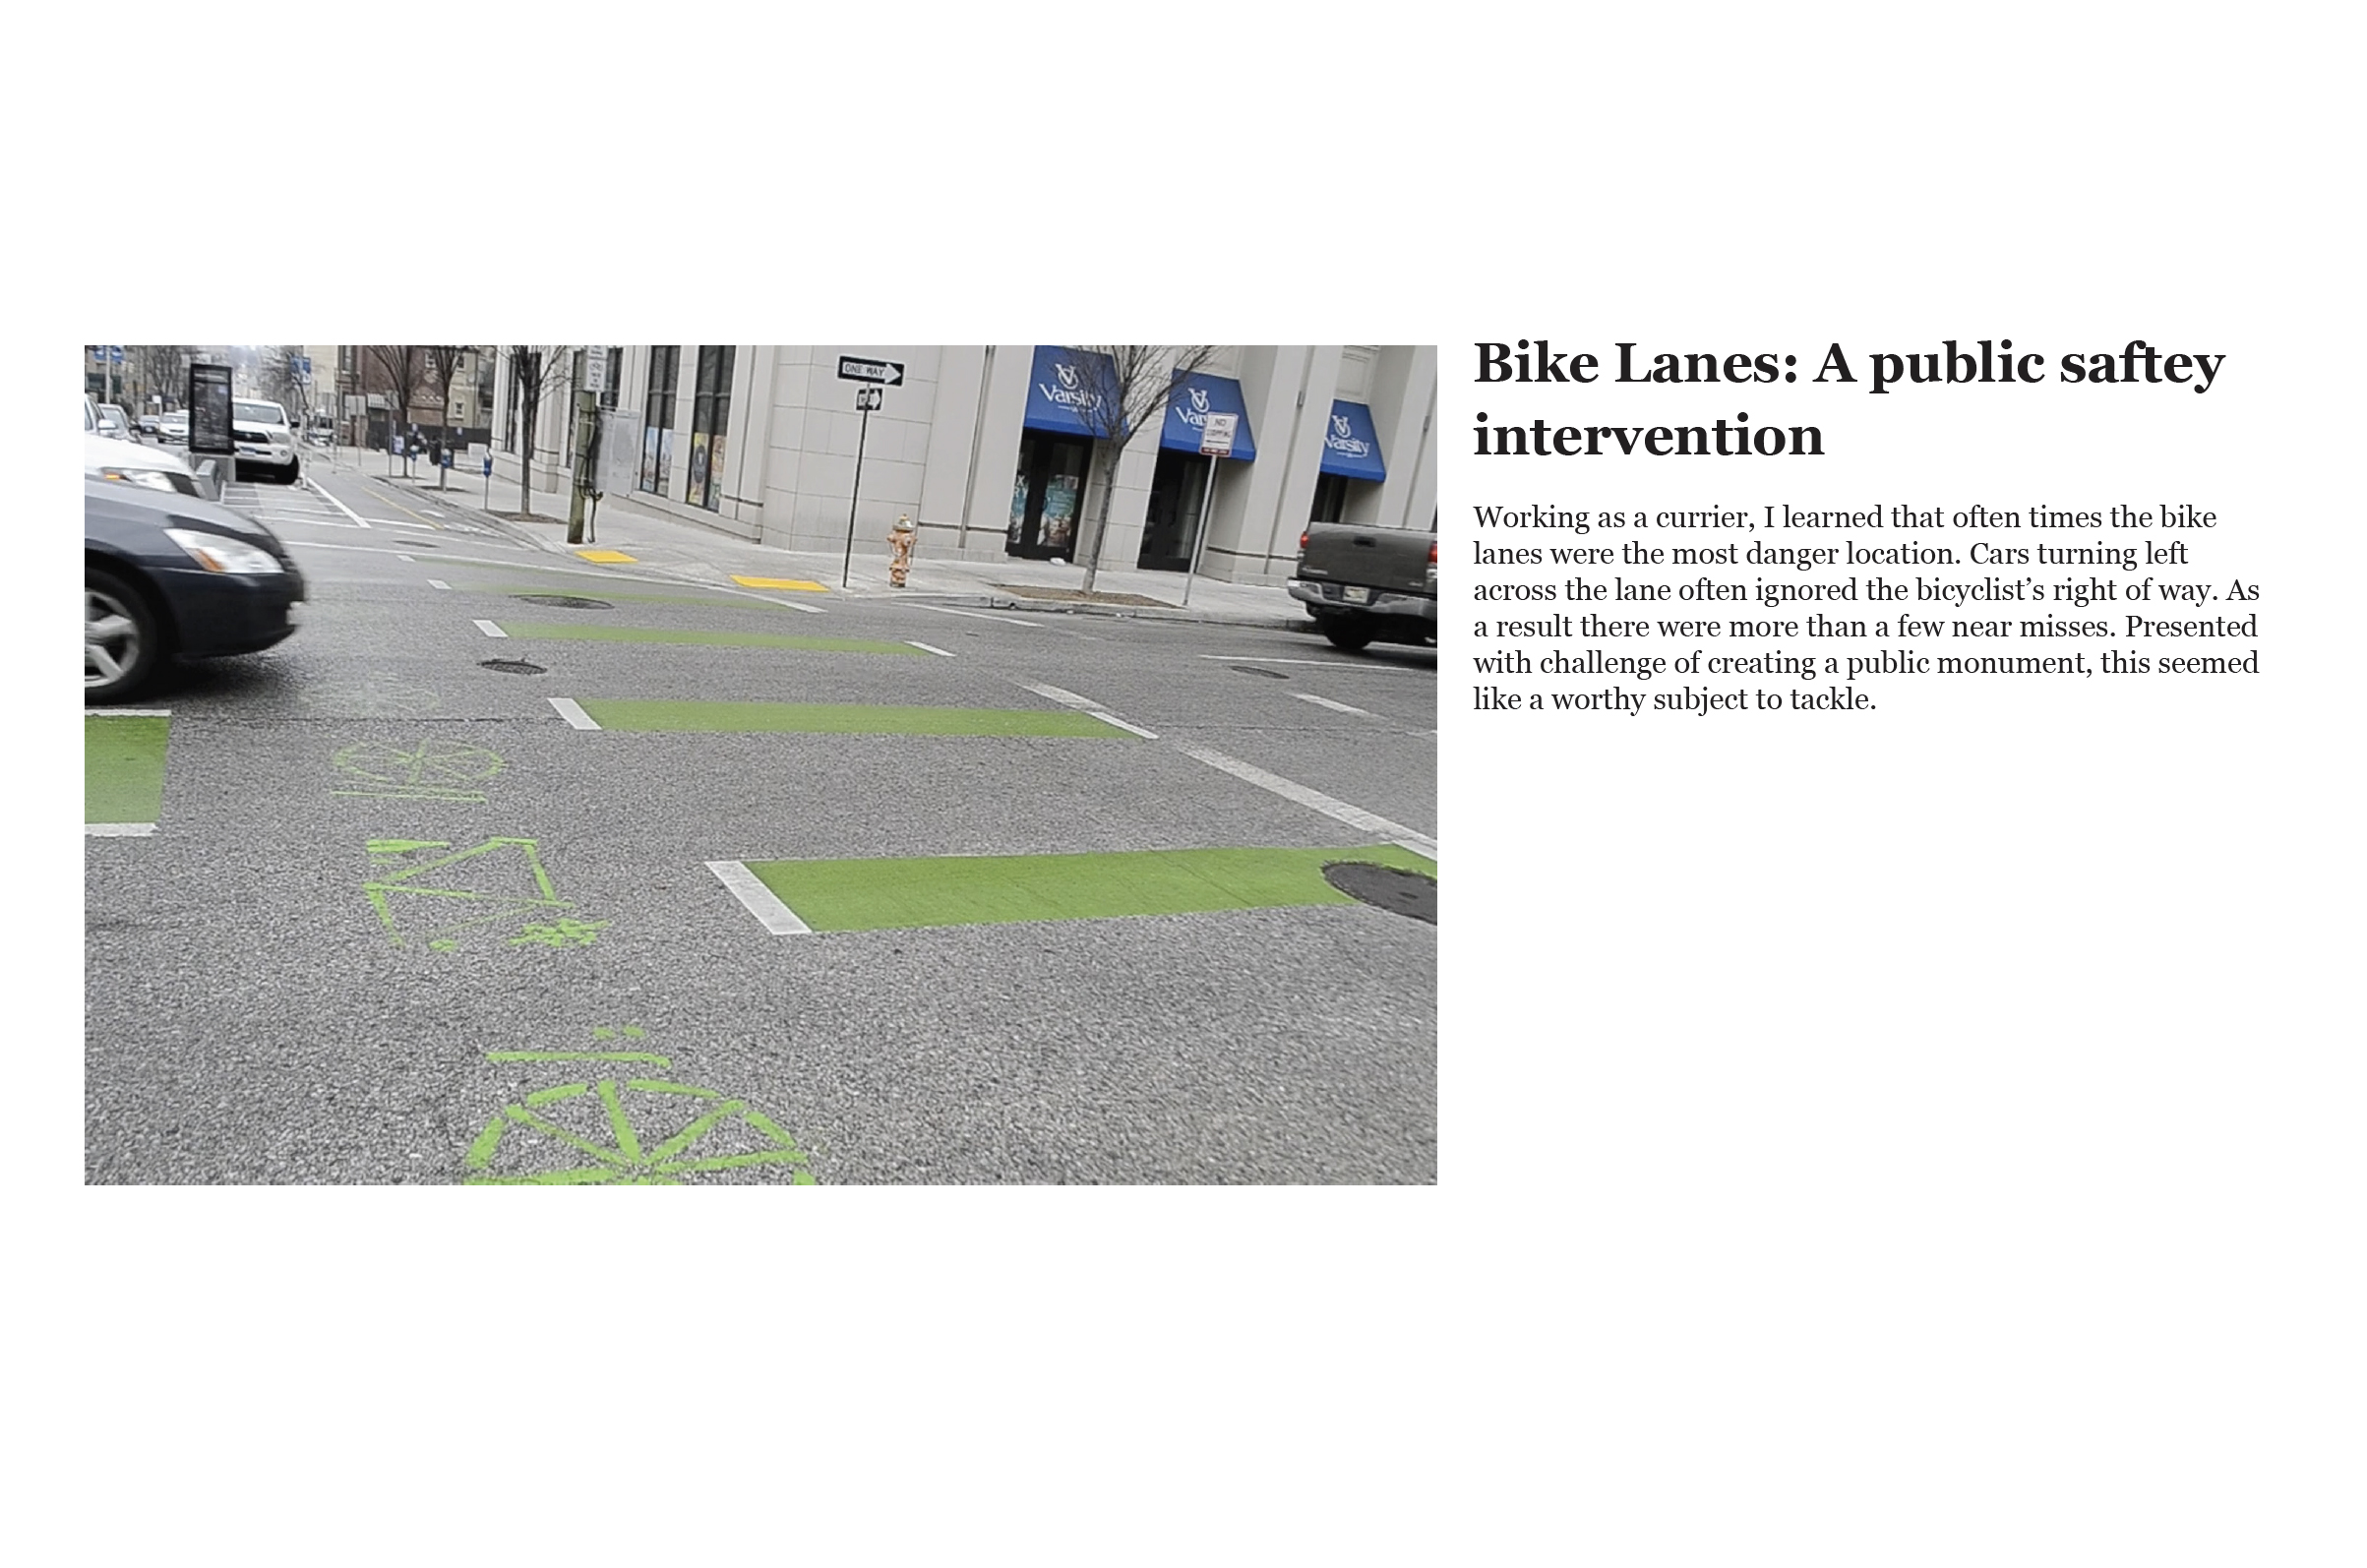 Bike Lanes: A public saftey
intervention
Working as a currier, I learned that often times the bike
lanes were the most danger location. Cars turning left
across the lane often ignored the bicyclist’s right of way. As
a result there were more than a few near misses. Presented
with challenge of creating a public monument, this seemed
like a worthy subject to tackle.
ONE WAY
Varsity
Varsity
Varsity
NO